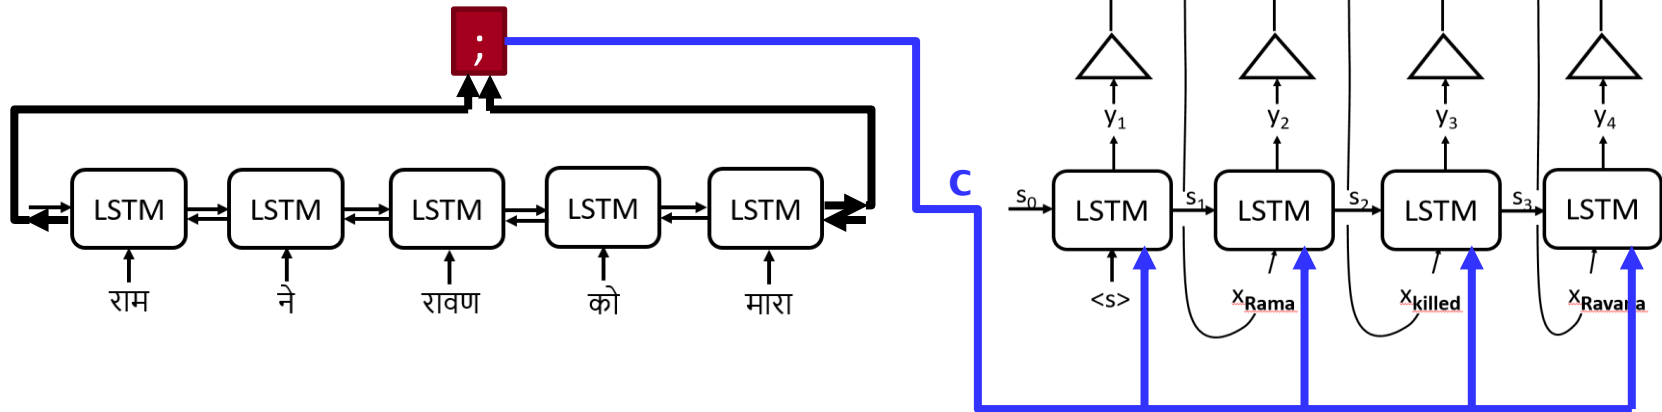 ;
c
LSTM LSTM LSTM LSTM LSTM
राम ने रावण को मारा
y1 y2 y3 y4
s0 LSTM s1 LSTM s2 LSTM s3 LSTM
<s> xRama xkilled xRavana